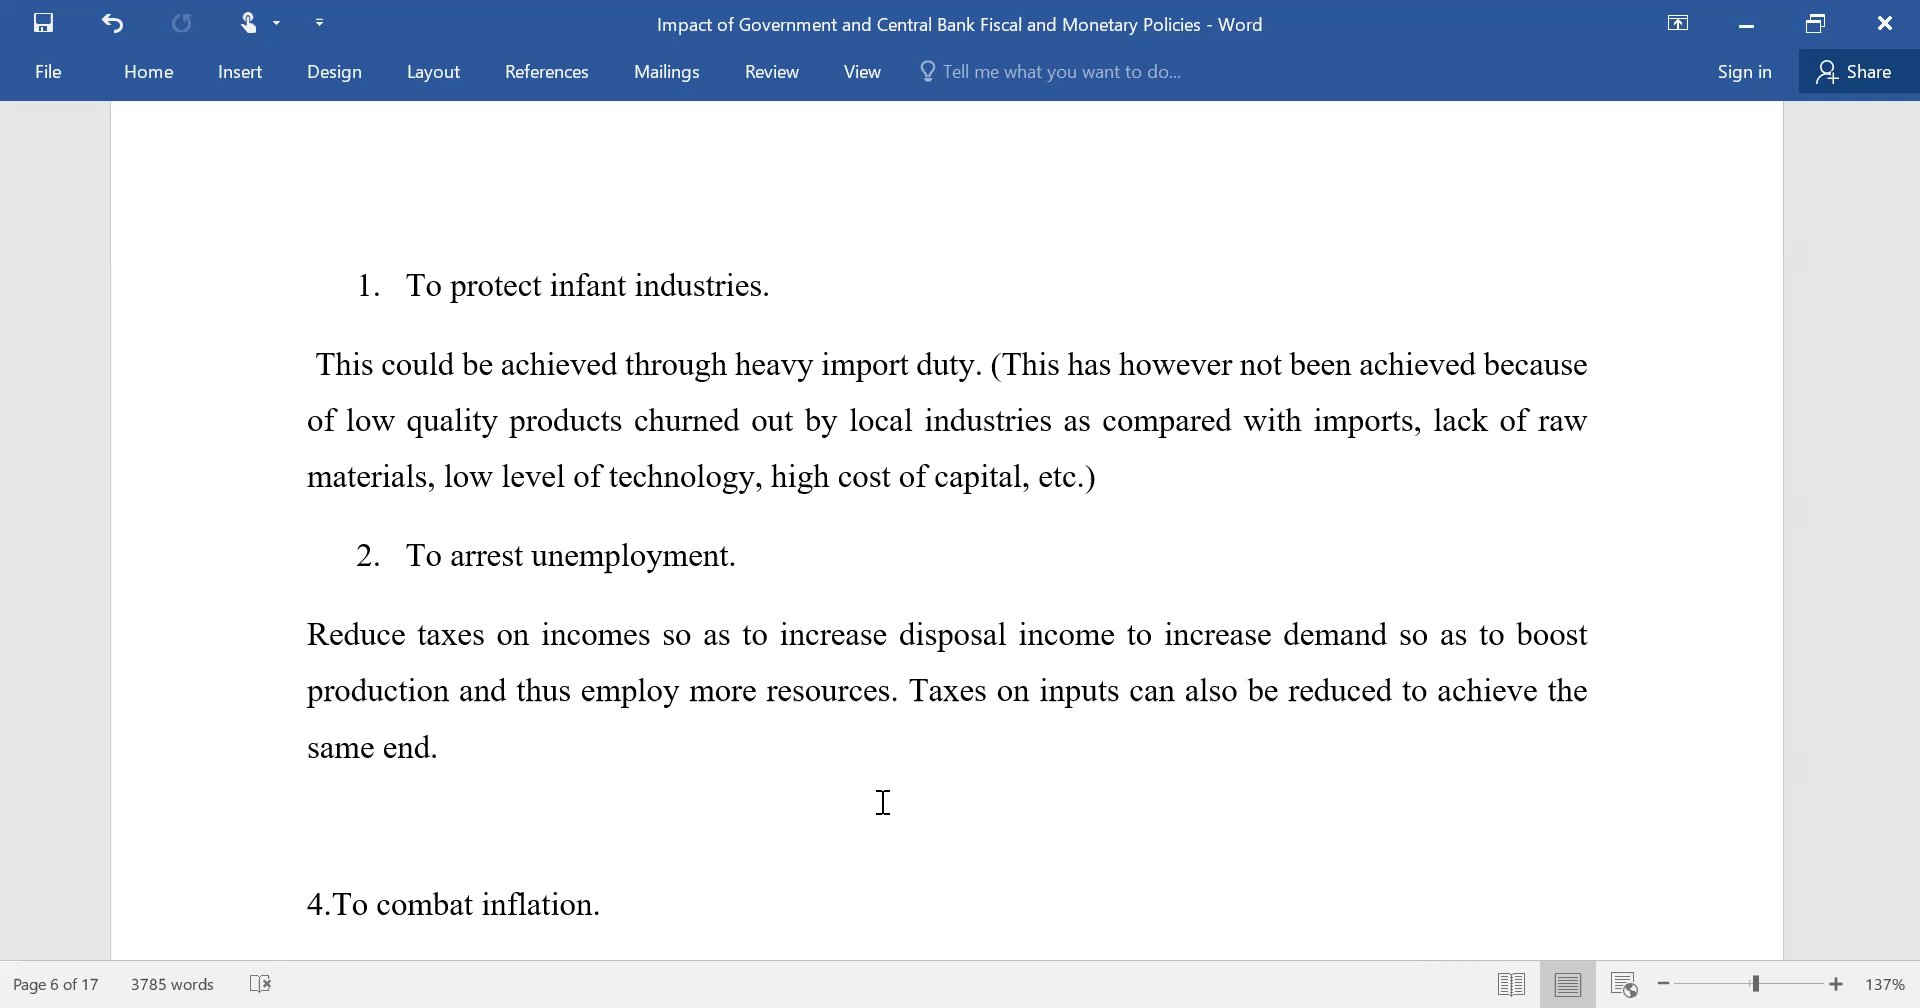 Impact of Government and Central Bank Fiscal and Monetary Policies - Word
File Home Insert Design Layout References Mailings Review View Tell me what you want to do... Sign in Share
1. To protect infant industries.
This could be achieved through heavy import duty. (This has however not been achieved because
of low quality products churned out by local industries as compared with imports, lack of raw
materials, low level of technology, high cost of capital, etc.)
2. To arrest unemployment.
Reduce taxes on incomes so as to increase disposal income to increase demand so as to boost
production and thus employ more resources. Taxes on inputs can also be reduced to achieve the
same end.
4.To combat inflation.
Page 6 of 17 3785 words 137%